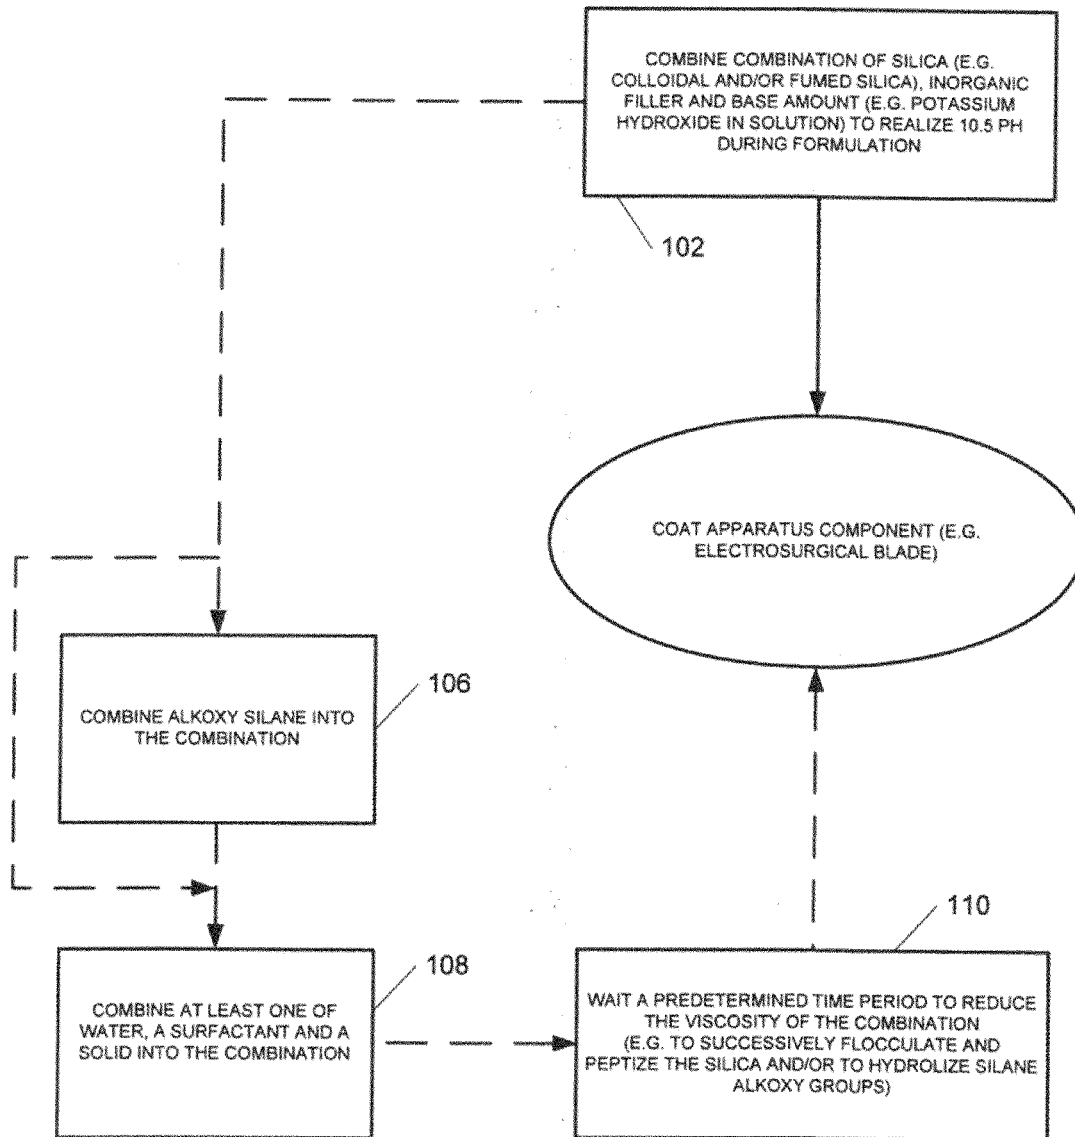 COMBINE COMBINATION OF SILICA (E.G.
COLLOIDAL AND/OR FUMED SILICA), INORGANIC
FILLER AND BASE AMOUNT (E.G. POTASSIUM
HYDROXIDE IN SOLUTION) TO REALIZE 10.5 PH
DURING FORMULATION
102
COAT APPARATUS COMPONENT (E.G.
ELECTROSURGICAL BLADE)
106
COMBINE ALKOXY SILANE INTO
THE COMBINATION
108
COMBINE AT LEAST ONE OF
WATER, A SURFACTANT AND A
SOLID INTO THE COMBINATION
110
WAIT A PREDETERMINED TIME PERIOD TO REDUCE
THE VISCOSITY OF THE COMBINATION
(E.G. TO SUCCESSIVELY FLOCCULATE AND
PEPTIZE THE SILICA AND/OR TO HYDROLIZE SILANE
ALKOXY GROUPS)